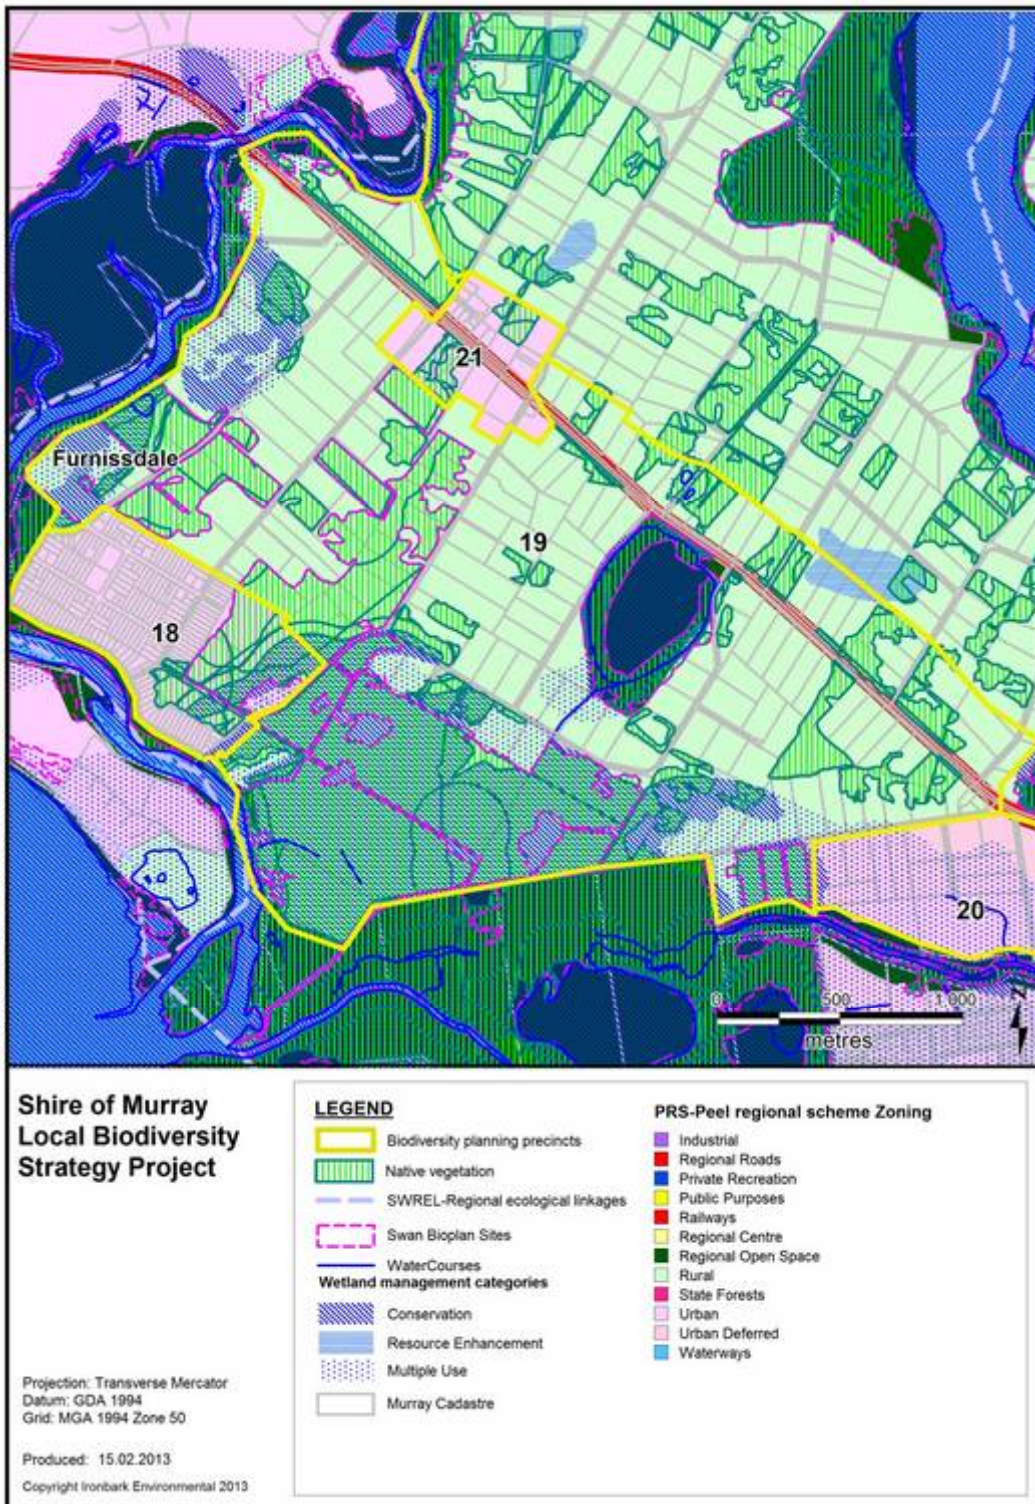 21
Furnissdale
19
18
20
0 500 1 000
metres
Shire of Murray
Local Biodiversity
Strategy Project
Projection: Transverse Mercator
Datum: GDA 1994
Grid: MGA 1994 Zone 50
Produced: 15.02.2013
Copyright Ironbark Environmental 2013
LEGEND
Biodiversity planning precincts
Native vegetation
SWREL-Regional ecological linkages
Swan Bioplan Sites
WaterCourses
Wetland management categories
Conservation
Resource Enhancement
Multiple Use
Murray Cadastre
PRS-Peel regional scheme Zoning
Industrial
Regional Roads
Private Recreation
Public Purposes
Railways
Regional Centre
Regional Open Space
Rural
State Forests
Urban
Urban Deferred
Waterways